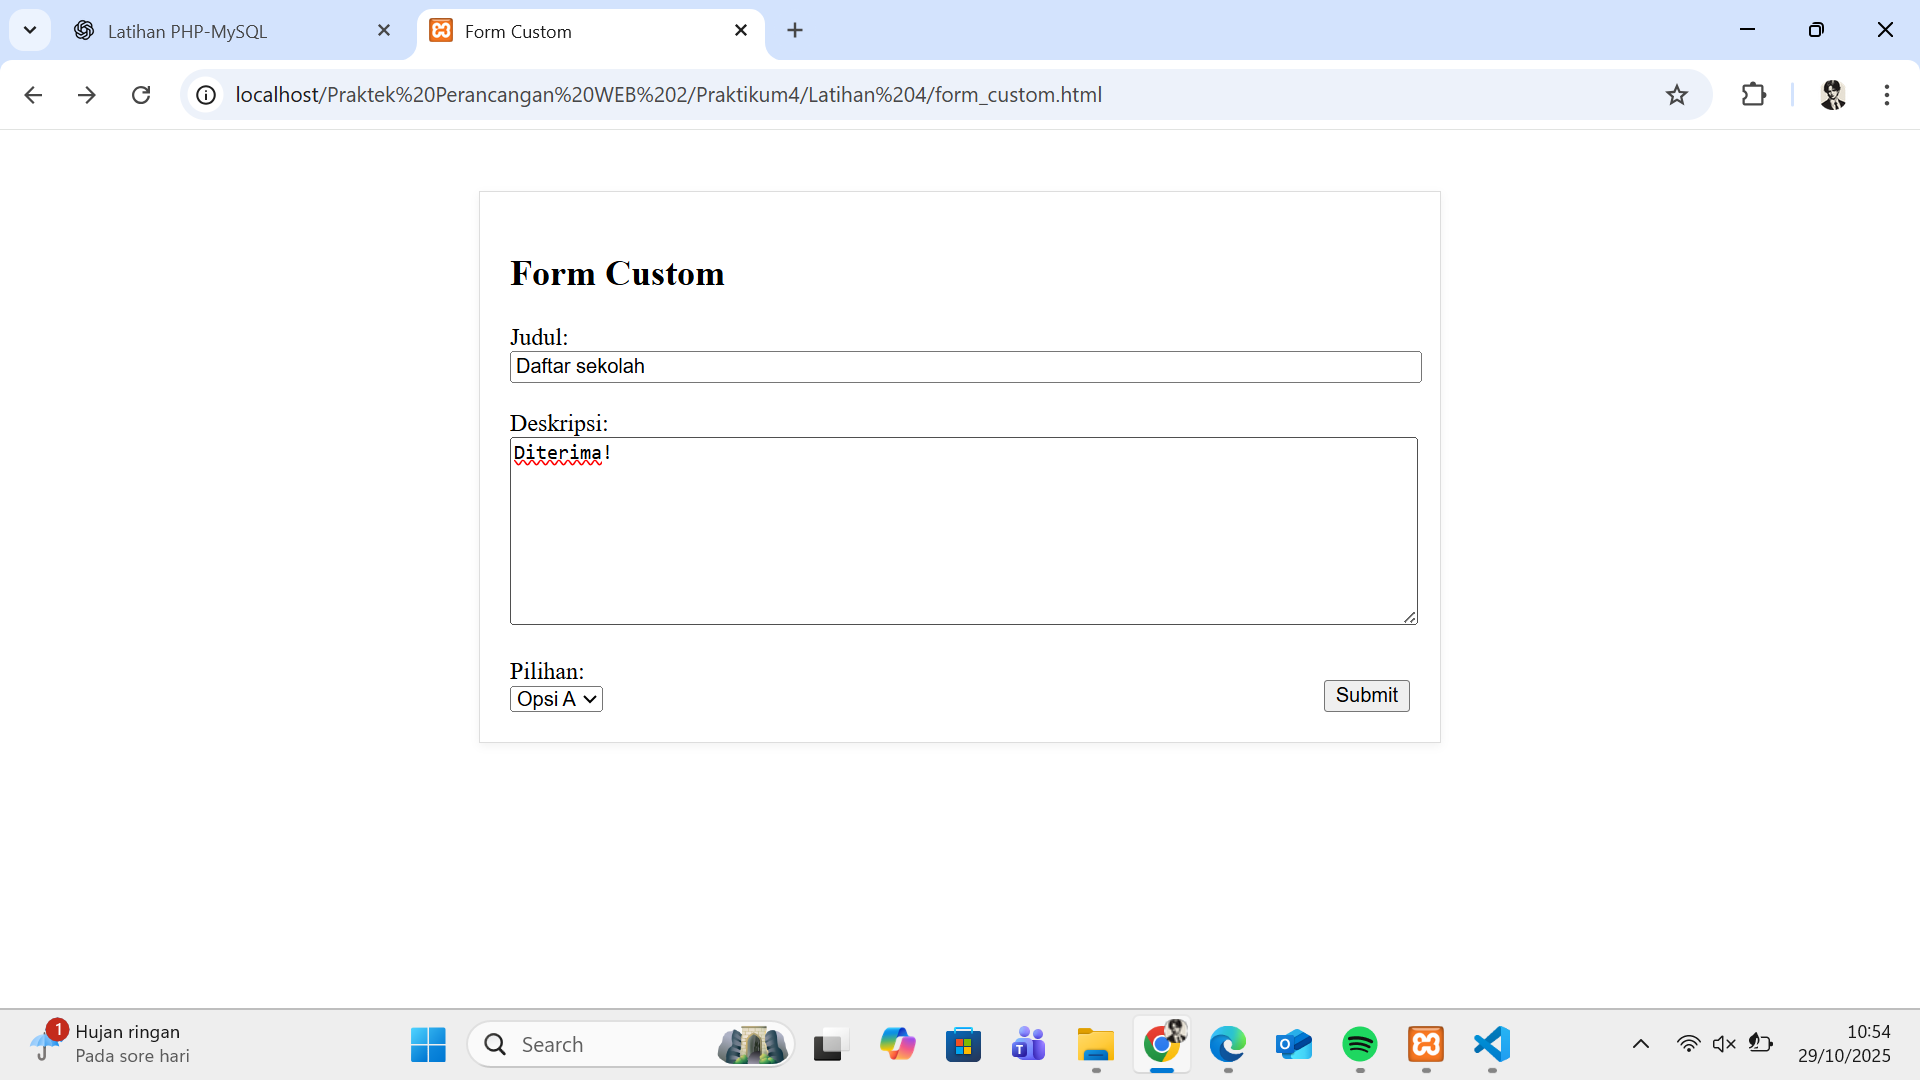 Latihan PHP-MySQL
Form Custom
localhost/Praktek%20Perancangan%20WEB%202/Praktikum4/Latihan%204/form_custom.html
Form Custom
Judul:
Daftar sekolah
Deskripsi:
Diterima!
Pilihan:
Opsi A
Submit
1
Hujan ringan
Pada sore hari
Search
T
10:54
29/10/2025